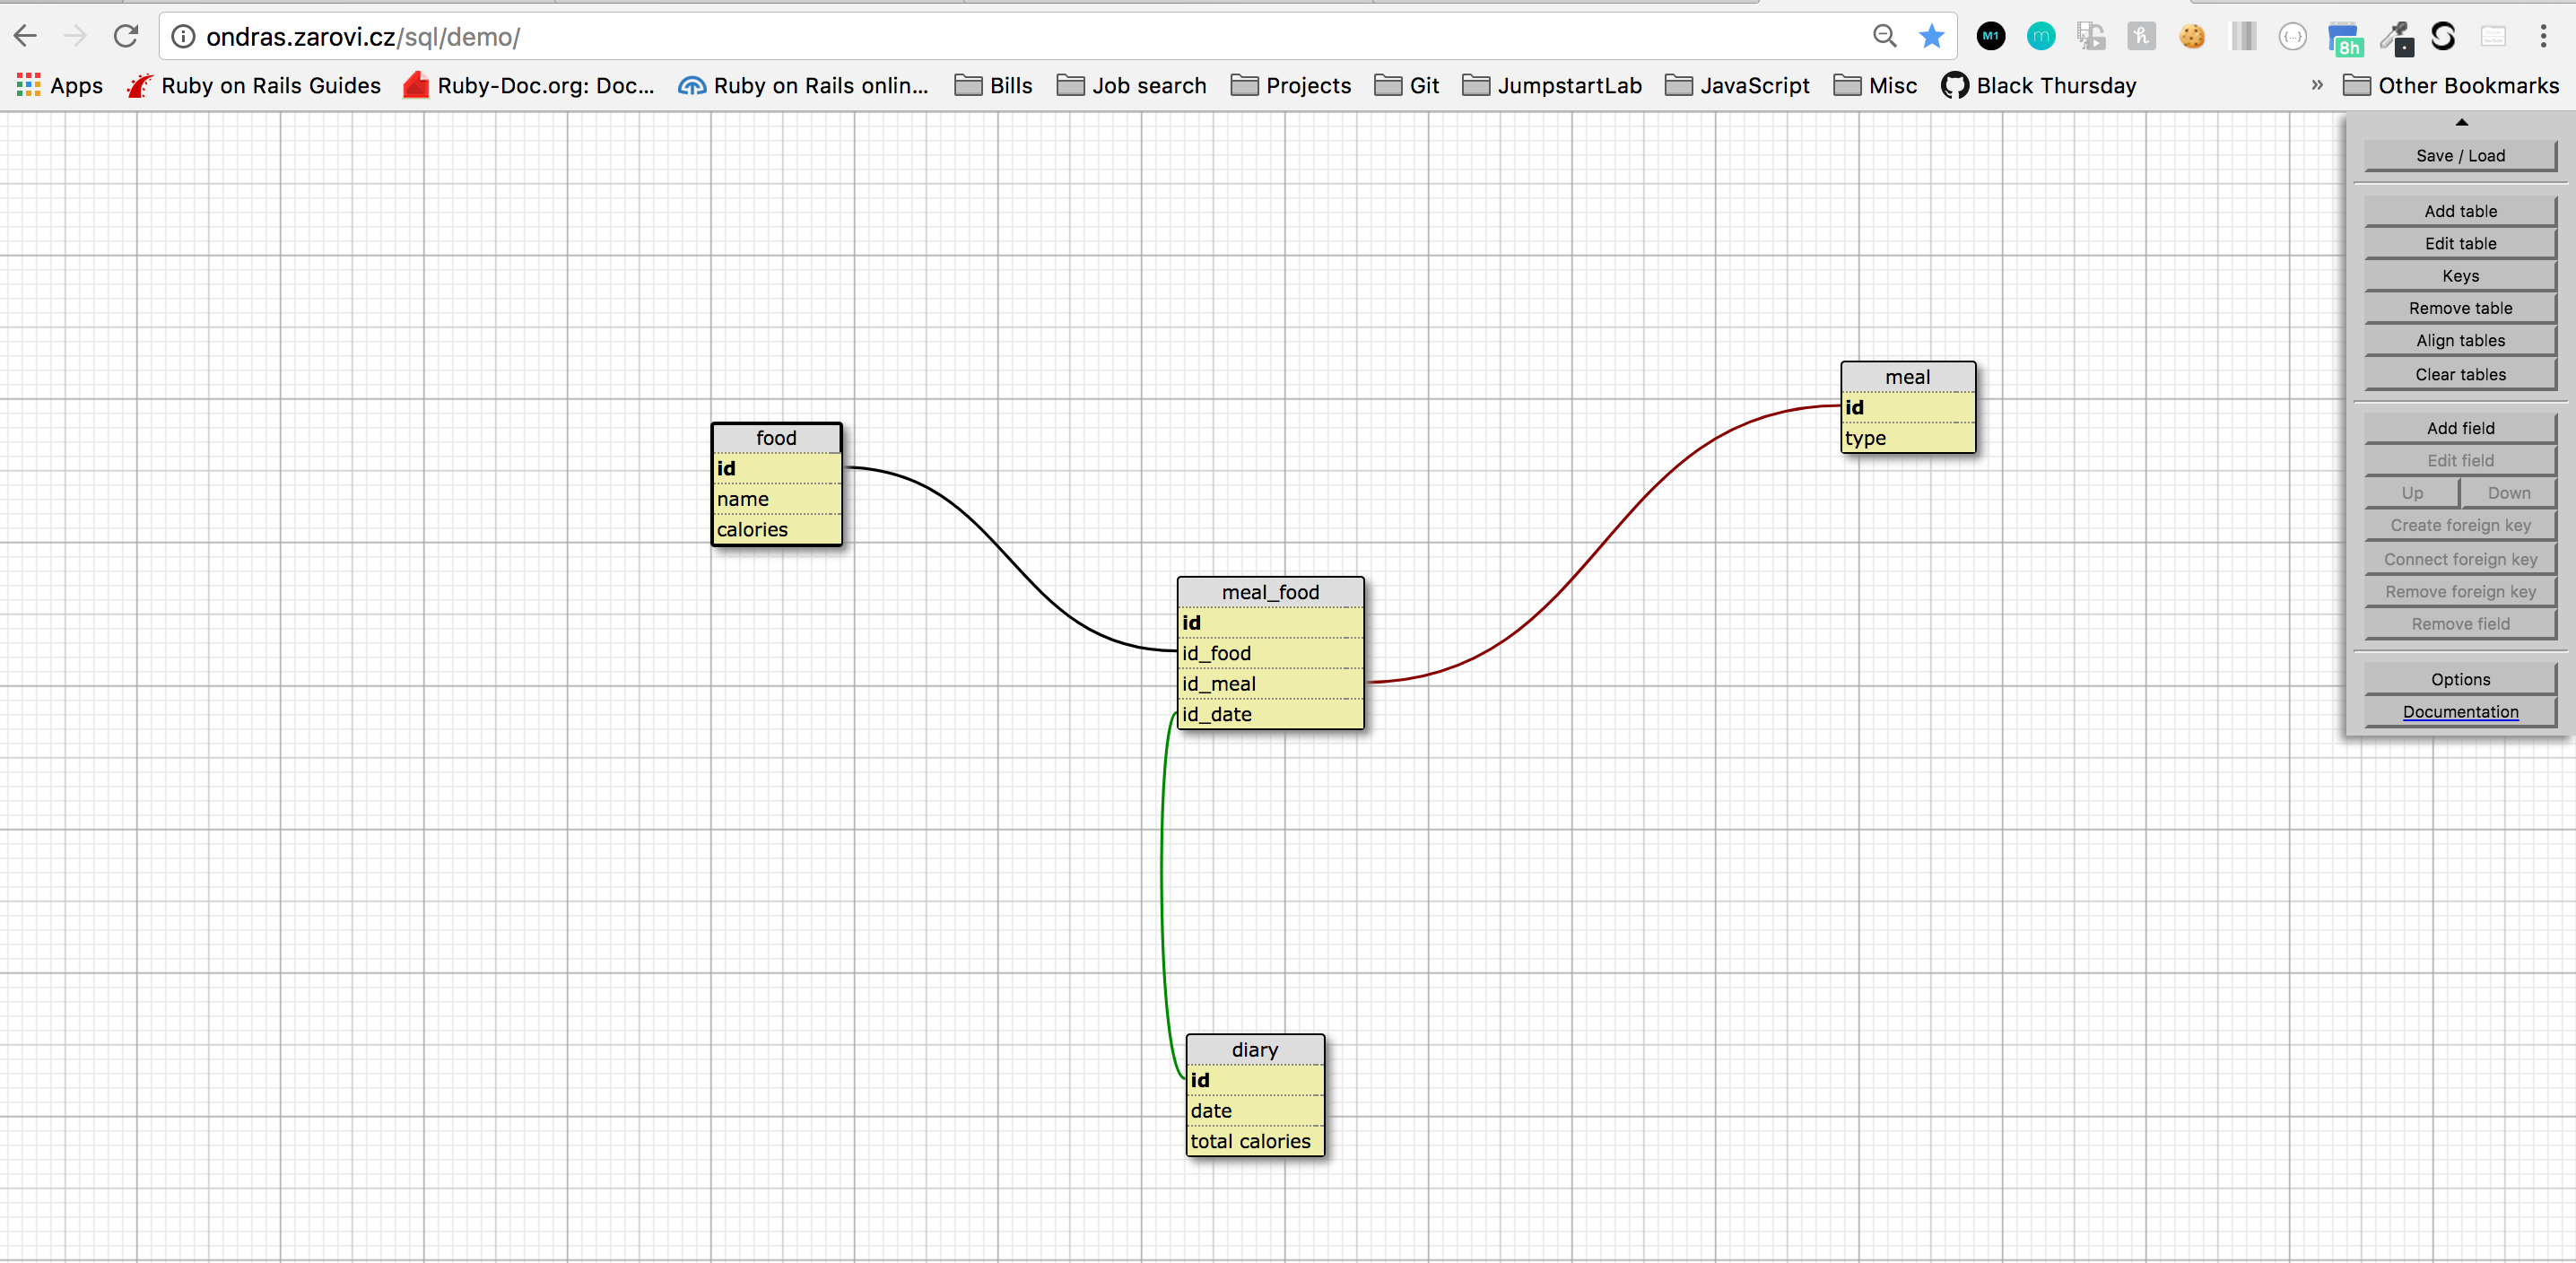 ondras.zarovi.cz/sql/demo/
M1
m
h
{...}
8h
Apps
Ruby on Rails Guides
Ruby-Doc.org: Doc...
Ruby on Rails onlin...
Bills
Job search
Projects
Git
JumpstartLab
JavaScript
Misc
Black Thursday
»
Other Bookmarks
Save / Load
Add table
Edit table
Keys
Remove table
Align tables
Clear tables
Add field
Edit field
Up Down
Create foreign key
Connect foreign key
Remove foreign key
Remove field
Options
Documentation
food
id
name
calories
meal
id
type
meal_food
id
id_food
id_meal
id_date
diary
id
date
total calories